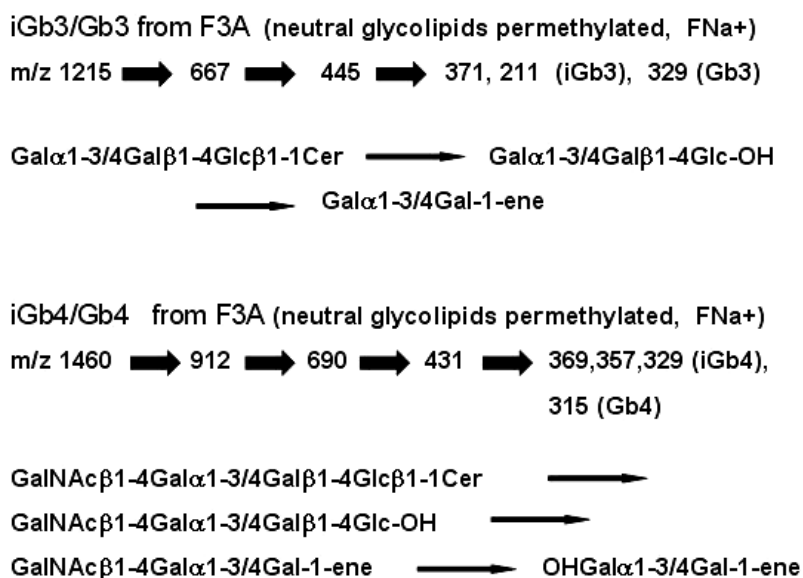 iGb3/Gb3 from F3A (neutral glycolipids permethylated, FNa+)
m/z 1215 667 445 371, 211 (iGb3), 329 (Gb3)
Galα1-3/4Galβ1-4Glcβ1-1Cer Galα1-3/4Galβ1-4Glc-OH
Galα1-3/4Gal-1-ene
iGb4/Gb4 from F3A (neutral glycolipids permethylated, FNa+)
m/z 1460 912 690 431 369,357,329 (iGb4),
315 (Gb4)
GalNAcβ1-4Galα1-3/4Galβ1-4Glcβ1-1Cer
GalNAcβ1-4Galα1-3/4Galβ1-4Glc-OH
GalNAcβ1-4Galα1-3/4Gal-1-ene OHGalα1-3/4Gal-1-ene